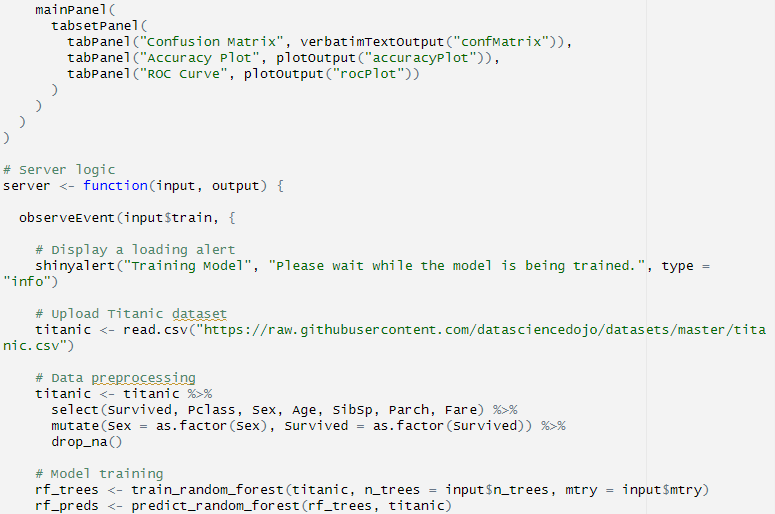 mainPanel(
      tabsetPanel(
        tabPanel("Confusion Matrix", verbatimTextOutput("confMatrix")),
        tabPanel("Accuracy Plot", plotOutput("accuracyPlot")),
        tabPanel("ROC Curve", plotOutput("rocPlot"))
      )
    )
  )
)

# Server logic
server <- function(input, output) {

  observeEvent(input$train, {

    # Display a loading alert
    shinyalert("Training Model", "Please wait while the model is being trained.", type =
"info")

    # Upload Titanic dataset
    titanic <- read.csv("https://raw.githubusercontent.com/datasciencedojo/datasets/master/tita
nic.csv")

    # Data preprocessing
    titanic <- titanic %>%
      select(Survived, Pclass, Sex, Age, SibSp, Parch, Fare) %>%
      mutate(Sex = as.factor(Sex), Survived = as.factor(Survived)) %>%
      drop_na()

    # Model training
    rf_trees <- train_random_forest(titanic, n_trees = input$n_trees, mtry = input$mtry)
    rf_preds <- predict_random_forest(rf_trees, titanic)